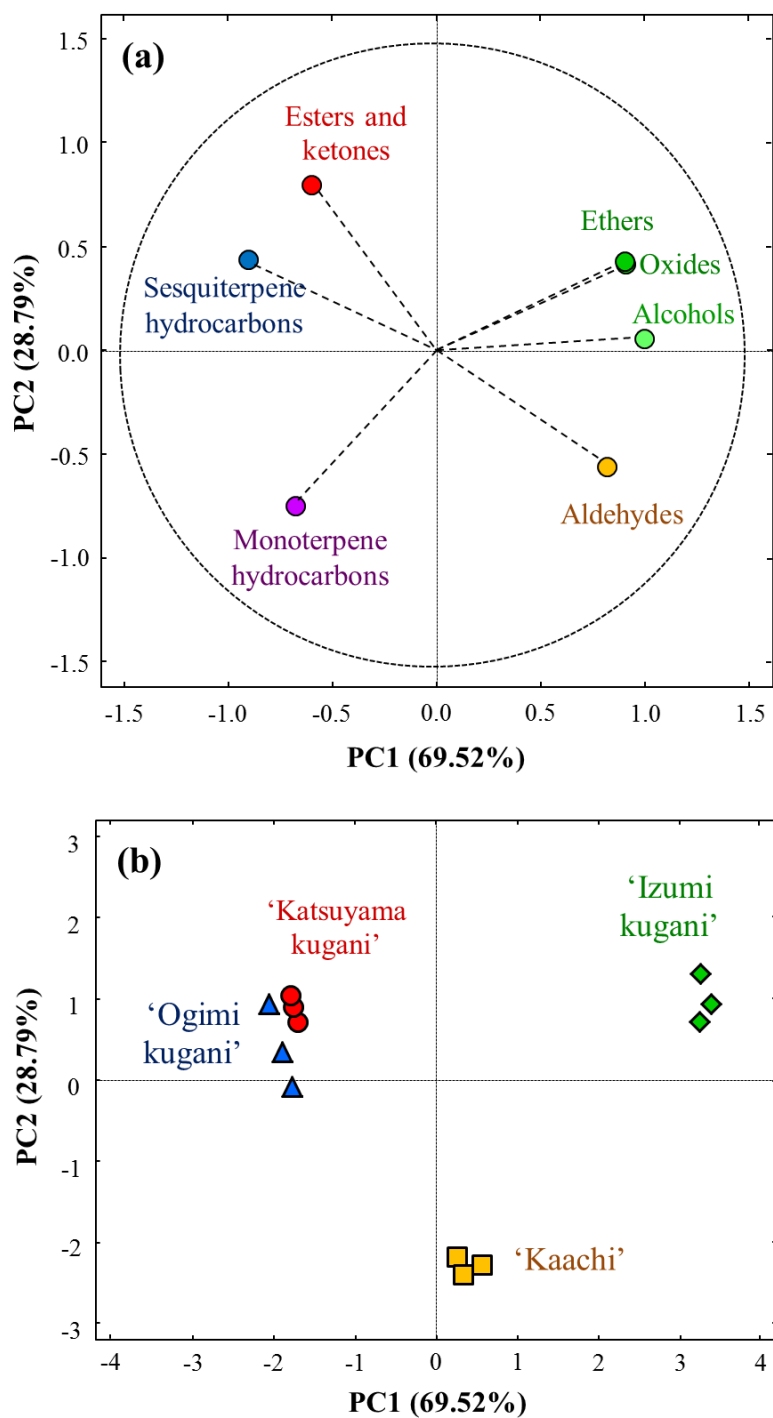 (a)
1.5
1.0
0.5
0.0
-0.5
-1.0
-1.5
PC2 (28.79%)
Esters and
ketones
Ethers
Oxides
Sesquiterpene
hydrocarbons
Alcohols
Aldehydes
Monoterpene
hydrocarbons
-1.5 -1.0 -0.5 0.0 0.5 1.0 1.5
PC1 (69.52%)
(b)
3
2
1
0
-1
-2
-3
PC2 (28.79%)
‘Katsuyama
kugani’
‘Izumi
kugani’
‘Ogimi
kugani’
‘Kaachi’
-4 -3 -2 -1 0 1 2 3 4
PC1 (69.52%)